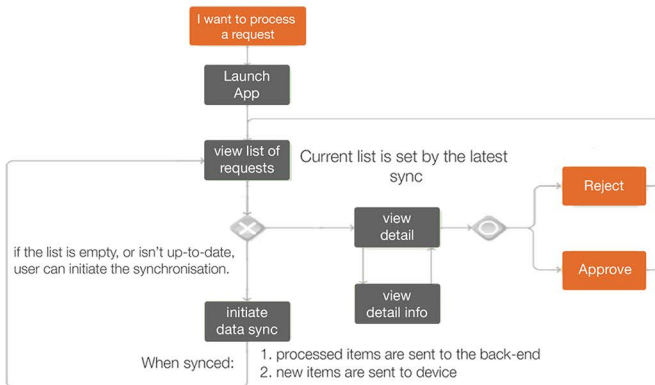 I want to process
a request
Launch
App
view list of
requests
Current list is set by the latest
sync
Reject
view
detail
if the list is empty, or isn't up-to-date,
user can initiate the synchronisation.
Approve
view
detail info
initiate
data sync
When synced:
1. processed items are sent to the back-end
2. new items are sent to device